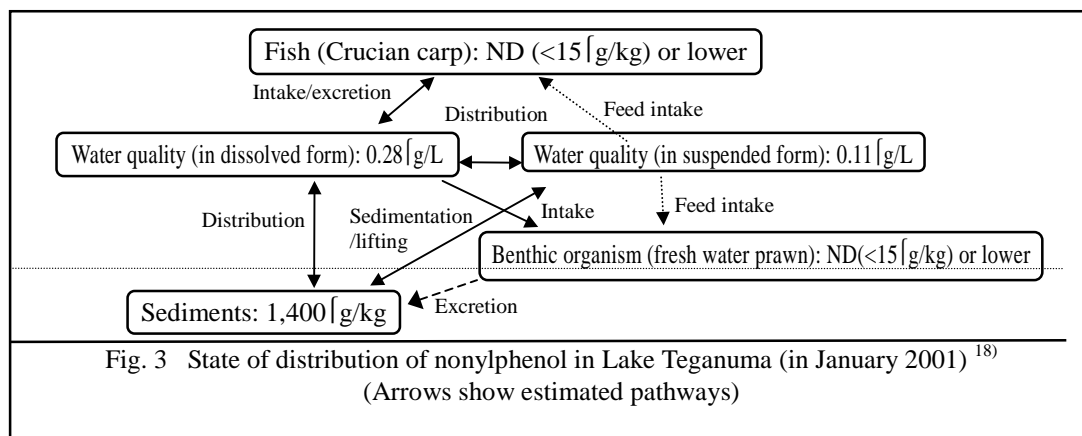 Fish (Crucian carp): ND (<15⌠g/kg) or lower
Intake/excretion
Feed intake
Distribution
Water quality (in dissolved form): 0.28⌠g/L
Water quality (in suspended form): 0.11⌠g/L
Distribution
Sedimentation
/lifting
Intake
Feed intake
Benthic organism (fresh water prawn): ND(<15⌠g/kg) or lower
Excretion
Sediments: 1,400⌠g/kg
Fig. 3 State of distribution of nonylphenol in Lake Teganuma (in January 2001) 18)
(Arrows show estimated pathways)